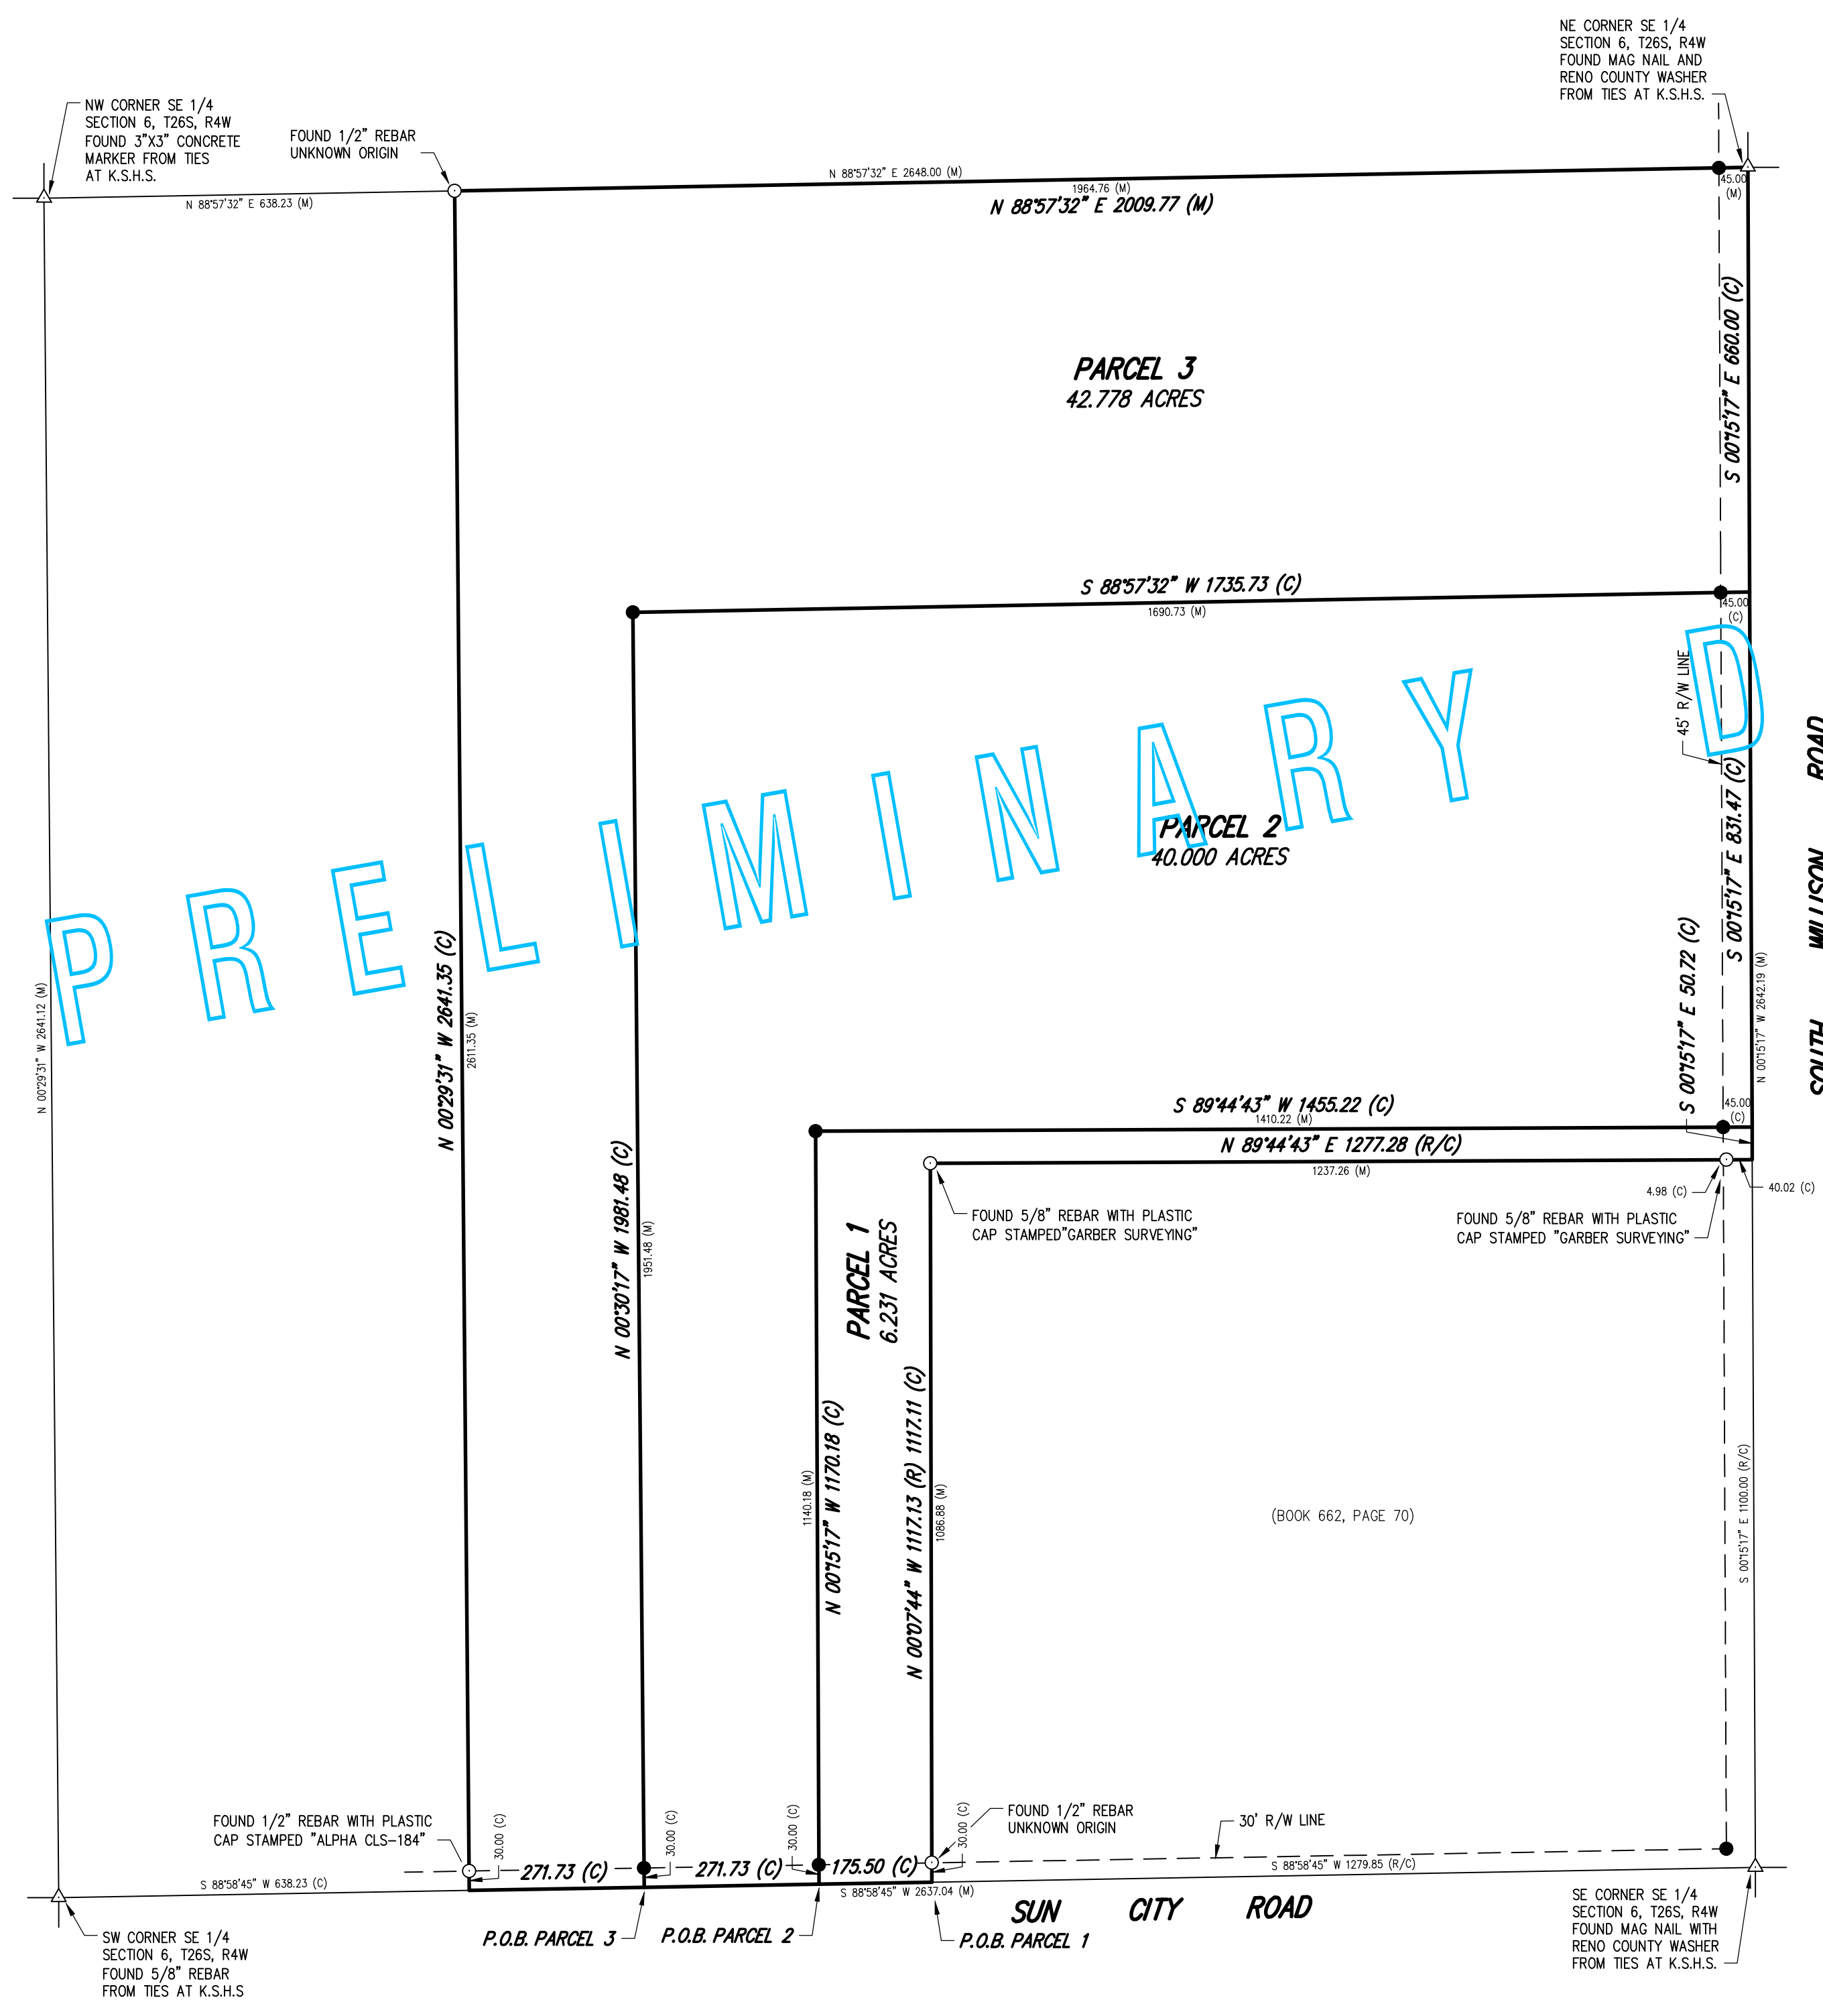 NE CORNER SE 1/4
SECTION 6, T26S, R4W
FOUND MAG NAIL AND
RENO COUNTY WASHER
FROM TIES AT K.S.H.S.
NW CORNER SE 1/4
SECTION 6, T26S, R4W
FOUND 3"X3" CONCRETE
MARKER FROM TIES
AT K.S.H.S.
FOUND 1/2" REBAR
UNKNOWN ORIGIN
N 88°57'32" E 2648.00 (M)
1964.76 (M)
N 88°57'32" E 2009.77 (M)
45.00
(M)
N 88°57'32" E 638.23 (M)
S 00°15'17" E 660.00 (C)
PARCEL 3
42.778 ACRES
S 88°57'32" W 1735.73 (C)
1690.73 (M)
45.00
(C)
45' R/W LINE
PRELIMINARY D
SOUTH WILLISON ROAD
PARCEL 2
40.000 ACRES
S 00°15'17" E 831.47 (C)
S 00°15'17" E 50.72 (C)
N 00°15'17" W 2642.19 (M)
N 00°29'31" W 2641.12 (M)
N 00°29'31" W 2641.35 (C)
2611.35 (M)
S 89°44'43" W 1455.22 (C)
1410.22 (M)
45.00
(C)
N 89°44'43" E 1277.28 (R/C)
1237.26 (M)
4.98 (C)
40.02 (C)
N 00°30'17" W 1981.48 (C)
1951.48 (M)
PARCEL 1
6.231 ACRES
FOUND 5/8" REBAR WITH PLASTIC
CAP STAMPED"GARBER SURVEYING"
FOUND 5/8" REBAR WITH PLASTIC
CAP STAMPED "GARBER SURVEYING"
1140.18 (M)
N 00°15'17" W 1170.18 (C)
N 00°07'44" W 1117.13 (R) 1117.11 (C)
1086.88 (M)
(BOOK 662, PAGE 70)
S 00°15'17" E 1100.00 (R/C)
FOUND 1/2" REBAR WITH PLASTIC
CAP STAMPED "ALPHA CLS-184"
30.00 (C)
30.00 (C)
30.00 (C)
30.00 (C)
FOUND 1/2" REBAR
UNKNOWN ORIGIN
30' R/W LINE
271.73 (C)
271.73 (C)
175.50 (C)
S 88°58'45" W 1279.85 (R/C)
S 88°58'45" W 638.23 (C)
S 88°58'45" W 2637.04 (M)
SUN CITY ROAD
P.O.B. PARCEL 3
P.O.B. PARCEL 2
P.O.B. PARCEL 1
SW CORNER SE 1/4
SECTION 6, T26S, R4W
FOUND 5/8" REBAR
FROM TIES AT K.S.H.S
SE CORNER SE 1/4
SECTION 6, T26S, R4W
FOUND MAG NAIL WITH
RENO COUNTY WASHER
FROM TIES AT K.S.H.S.